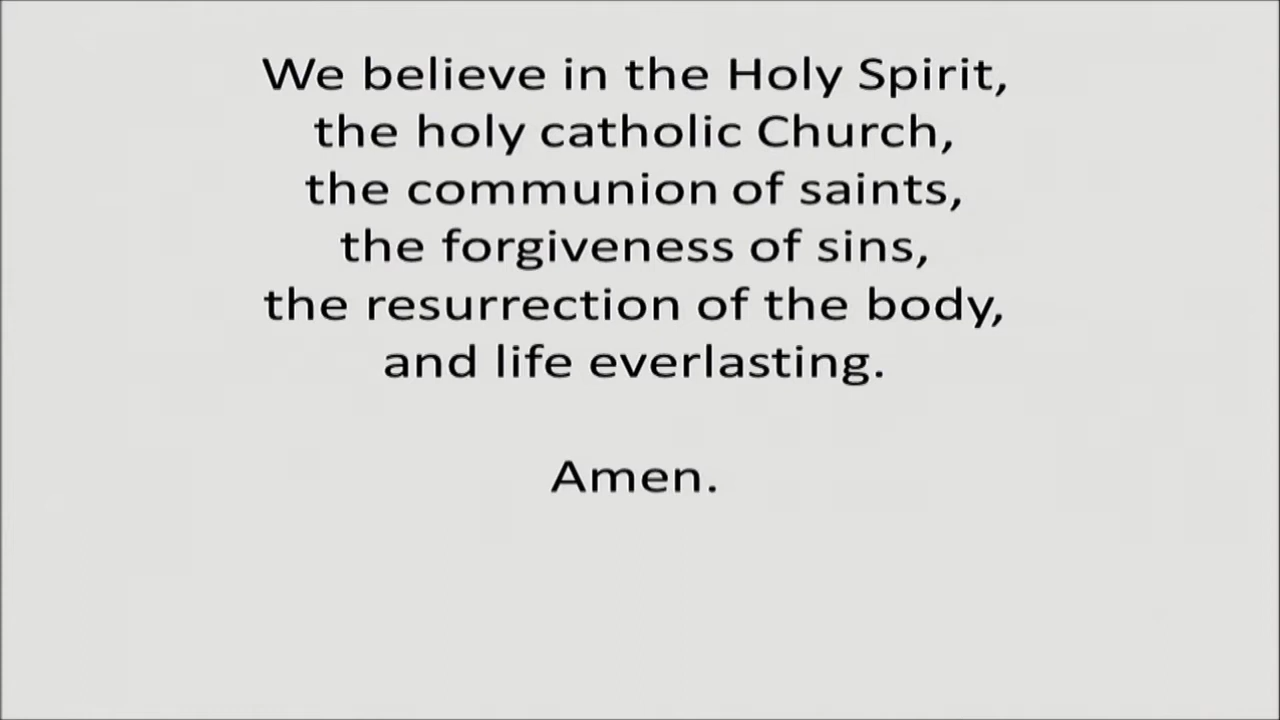 We believe in the Holy Spirit,
the holy catholic Church,
the communion of saints,
the forgiveness of sins,
the resurrection of the body,
and life everlasting.
Amen.